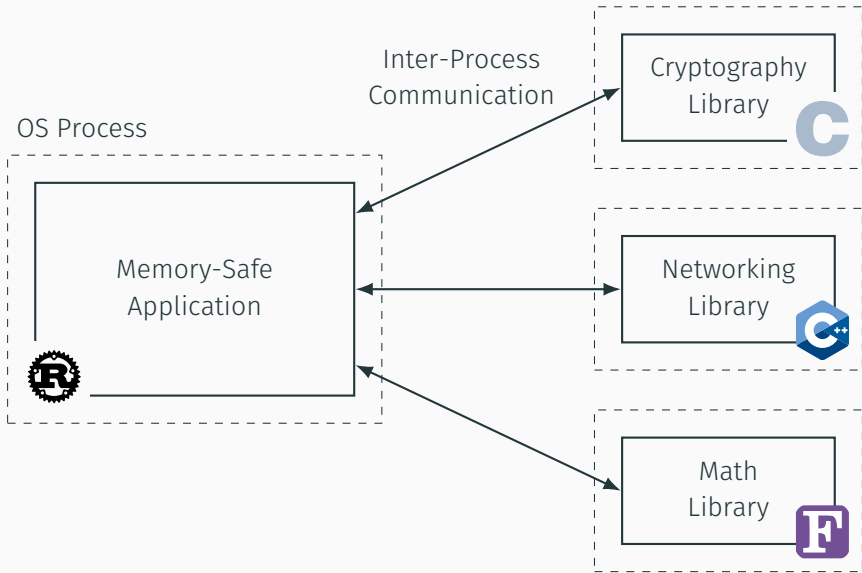 Inter-Process
Communication
OS Process
Memory-Safe
Application
R
Cryptography
Library
C
Networking
Library
C++
Math
Library
F